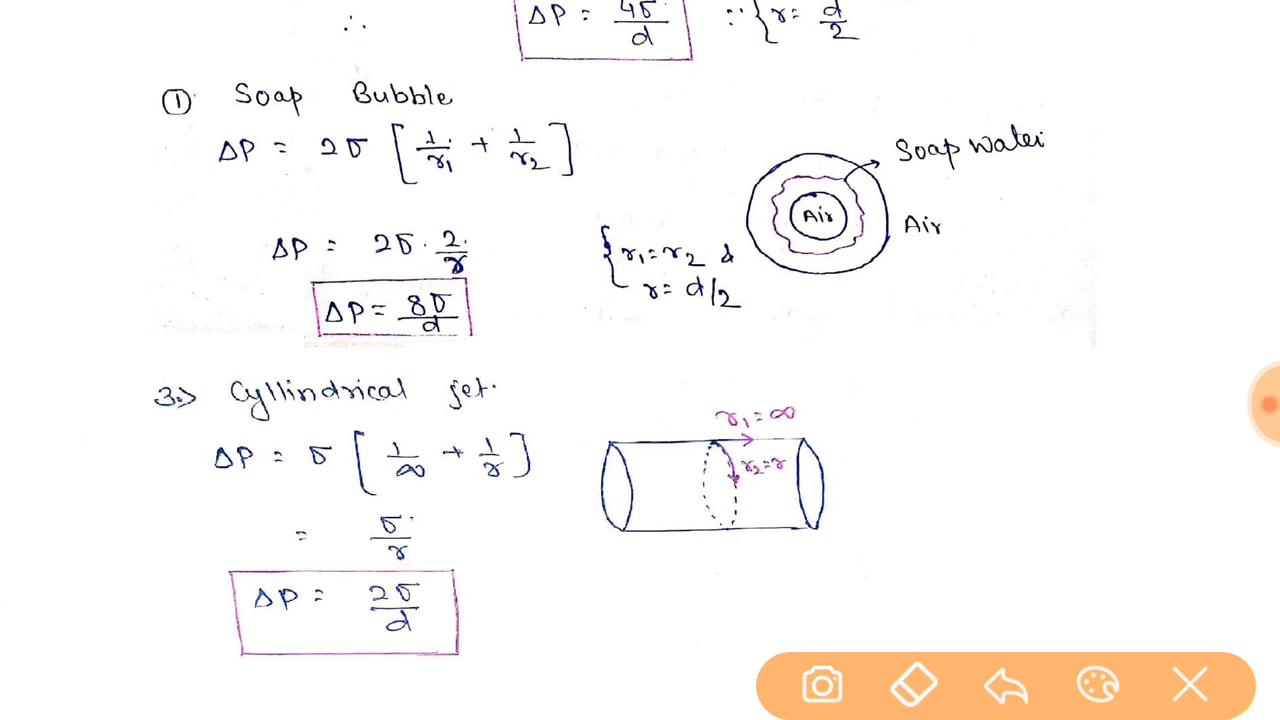 ∴ ΔP = 4σ/d ∵ { r = d/2
① Soap Bubble
ΔP = 2σ [ 1/r₁ + 1/r₂ ]
Soap water
Air
Air
ΔP = 2σ · 2/r
{ r₁ = r₂ &
r = d/2
ΔP = 8σ/d
3.) Cyllindrical jet.
r₁ = ∞
ΔP = σ [ 1/∞ + 1/r ]
r₂ = r
= σ/r
ΔP = 2σ/d